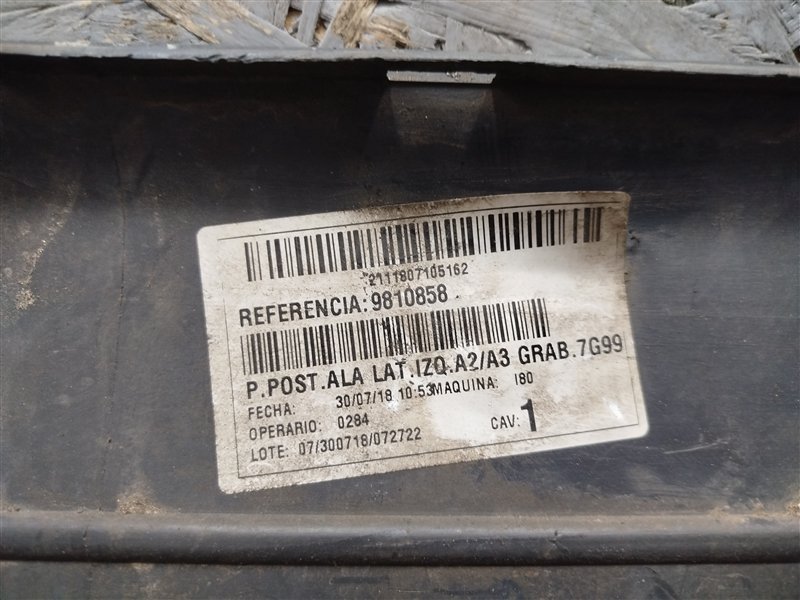 2111807105162
REFERENCIA: 9810858
P.POST.ALA LAT.IZQ.A2/A3 GRAB.7G99
FECHA: 30/07/18 10:53 MAQUINA: I80
OPERARIO: 0284
CAV: 1
LOTE: 07/300718/072722